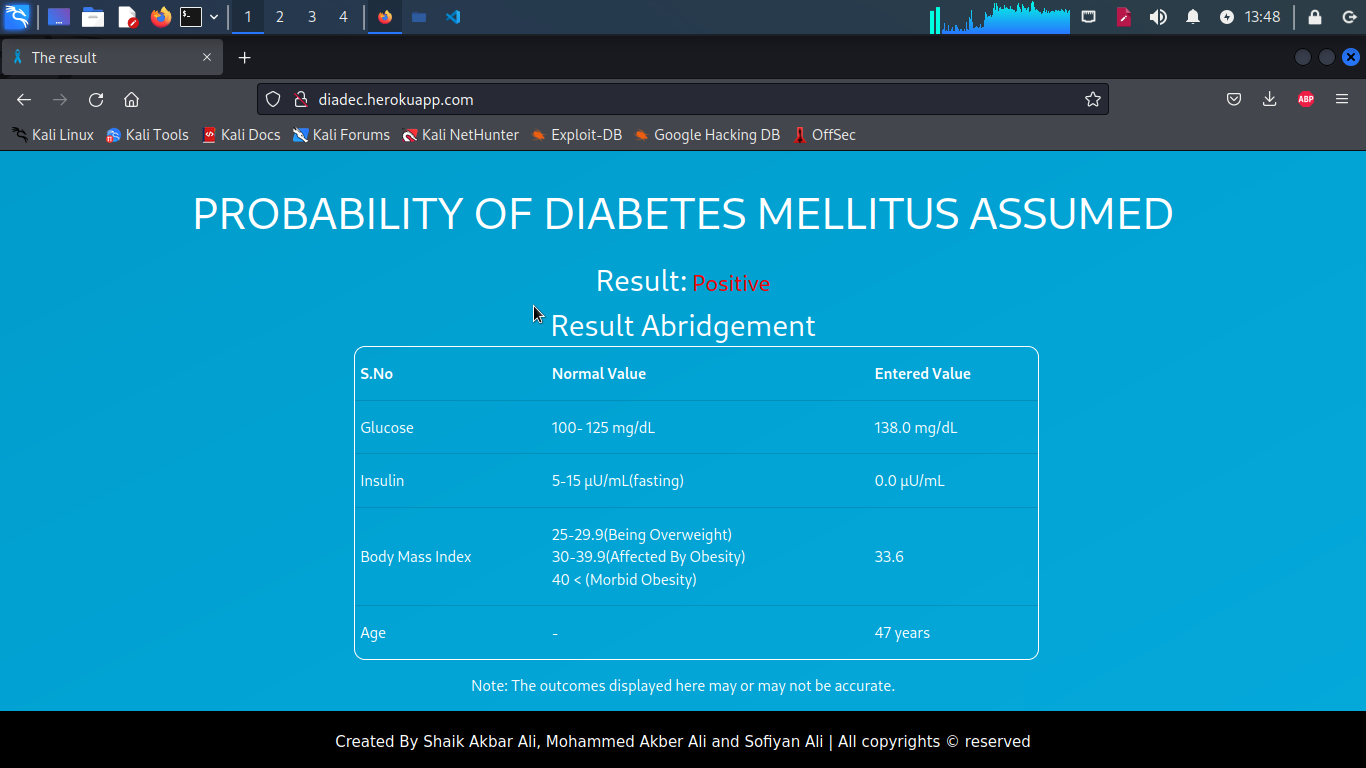 1 2 3 4 13:48
The result
diadec.herokuapp.com
ABP
Kali Linux Kali Tools Kali Docs Kali Forums Kali NetHunter Exploit-DB Google Hacking DB OffSec
PROBABILITY OF DIABETES MELLITUS ASSUMED
Result: Positive
Result Abridgement
S.No Normal Value Entered Value
Glucose 100- 125 mg/dL 138.0 mg/dL
Insulin 5-15 μU/mL(fasting) 0.0 μU/mL
Body Mass Index 25-29.9(Being Overweight)
30-39.9(Affected By Obesity) 33.6
40 < (Morbid Obesity)
Age - 47 years
Note: The outcomes displayed here may or may not be accurate.
Created By Shaik Akbar Ali, Mohammed Akber Ali and Sofiyan Ali | All copyrights © reserved